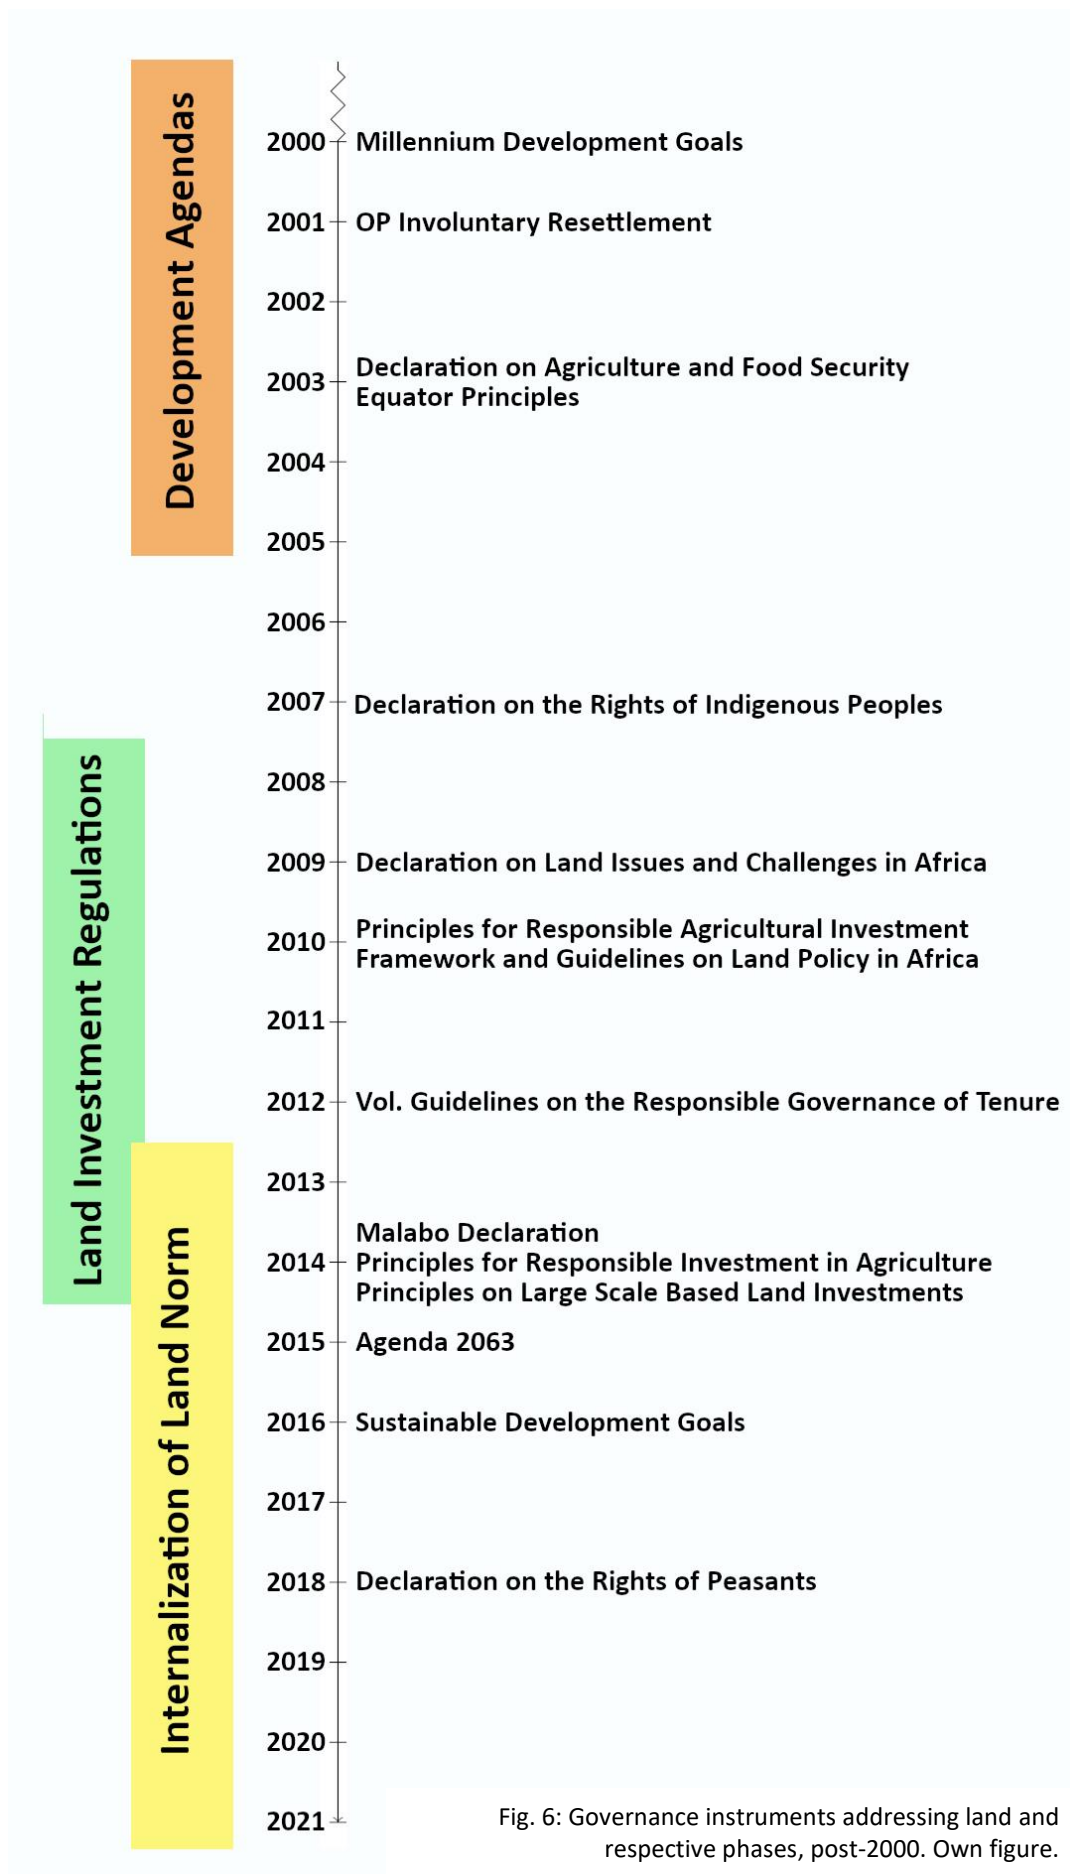 Development Agendas
Land Investment Regulations
Internalization of Land Norm
2000 Millennium Development Goals
2001 OP Involuntary Resettlement
2002
Declaration on Agriculture and Food Security
2003
Equator Principles
2004
2005
2006
2007 Declaration on the Rights of Indigenous Peoples
2008
2009 Declaration on Land Issues and Challenges in Africa
Principles for Responsible Agricultural Investment
2010
Framework and Guidelines on Land Policy in Africa
2011
2012 Vol. Guidelines on the Responsible Governance of Tenure
2013
Malabo Declaration
2014 Principles for Responsible Investment in Agriculture
Principles on Large Scale Based Land Investments
2015 Agenda 2063
2016 Sustainable Development Goals
2017
2018 Declaration on the Rights of Peasants
2019
2020
2021
Fig. 6: Governance instruments addressing land and
respective phases, post-2000. Own figure.